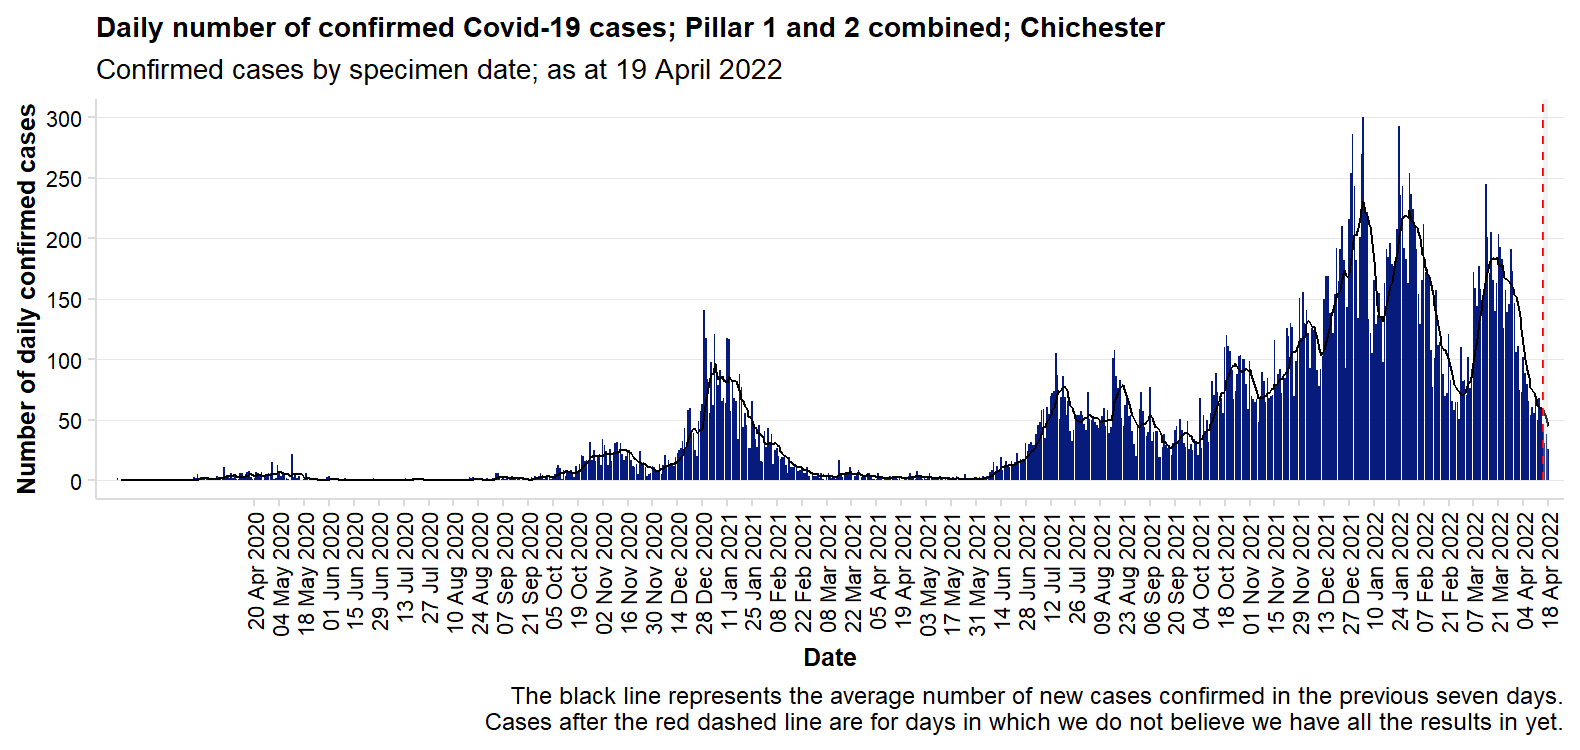 Daily number of confirmed Covid-19 cases; Pillar 1 and 2 combined; Chichester
Confirmed cases by specimen date; as at 19 April 2022
Number of daily confirmed cases
300
250
200
150
100
50
0
20 Apr 2020
04 May 2020
18 May 2020
01 Jun 2020
15 Jun 2020
29 Jun 2020
13 Jul 2020
27 Jul 2020
10 Aug 2020
24 Aug 2020
07 Sep 2020
21 Sep 2020
05 Oct 2020
19 Oct 2020
02 Nov 2020
16 Nov 2020
30 Nov 2020
14 Dec 2020
28 Dec 2020
11 Jan 2021
25 Jan 2021
08 Feb 2021
22 Feb 2021
08 Mar 2021
22 Mar 2021
05 Apr 2021
19 Apr 2021
03 May 2021
17 May 2021
31 May 2021
14 Jun 2021
28 Jun 2021
12 Jul 2021
26 Jul 2021
09 Aug 2021
23 Aug 2021
06 Sep 2021
20 Sep 2021
04 Oct 2021
18 Oct 2021
01 Nov 2021
15 Nov 2021
29 Nov 2021
13 Dec 2021
27 Dec 2021
10 Jan 2022
24 Jan 2022
07 Feb 2022
21 Feb 2022
07 Mar 2022
21 Mar 2022
04 Apr 2022
18 Apr 2022
Date
The black line represents the average number of new cases confirmed in the previous seven days.
Cases after the red dashed line are for days in which we do not believe we have all the results in yet.